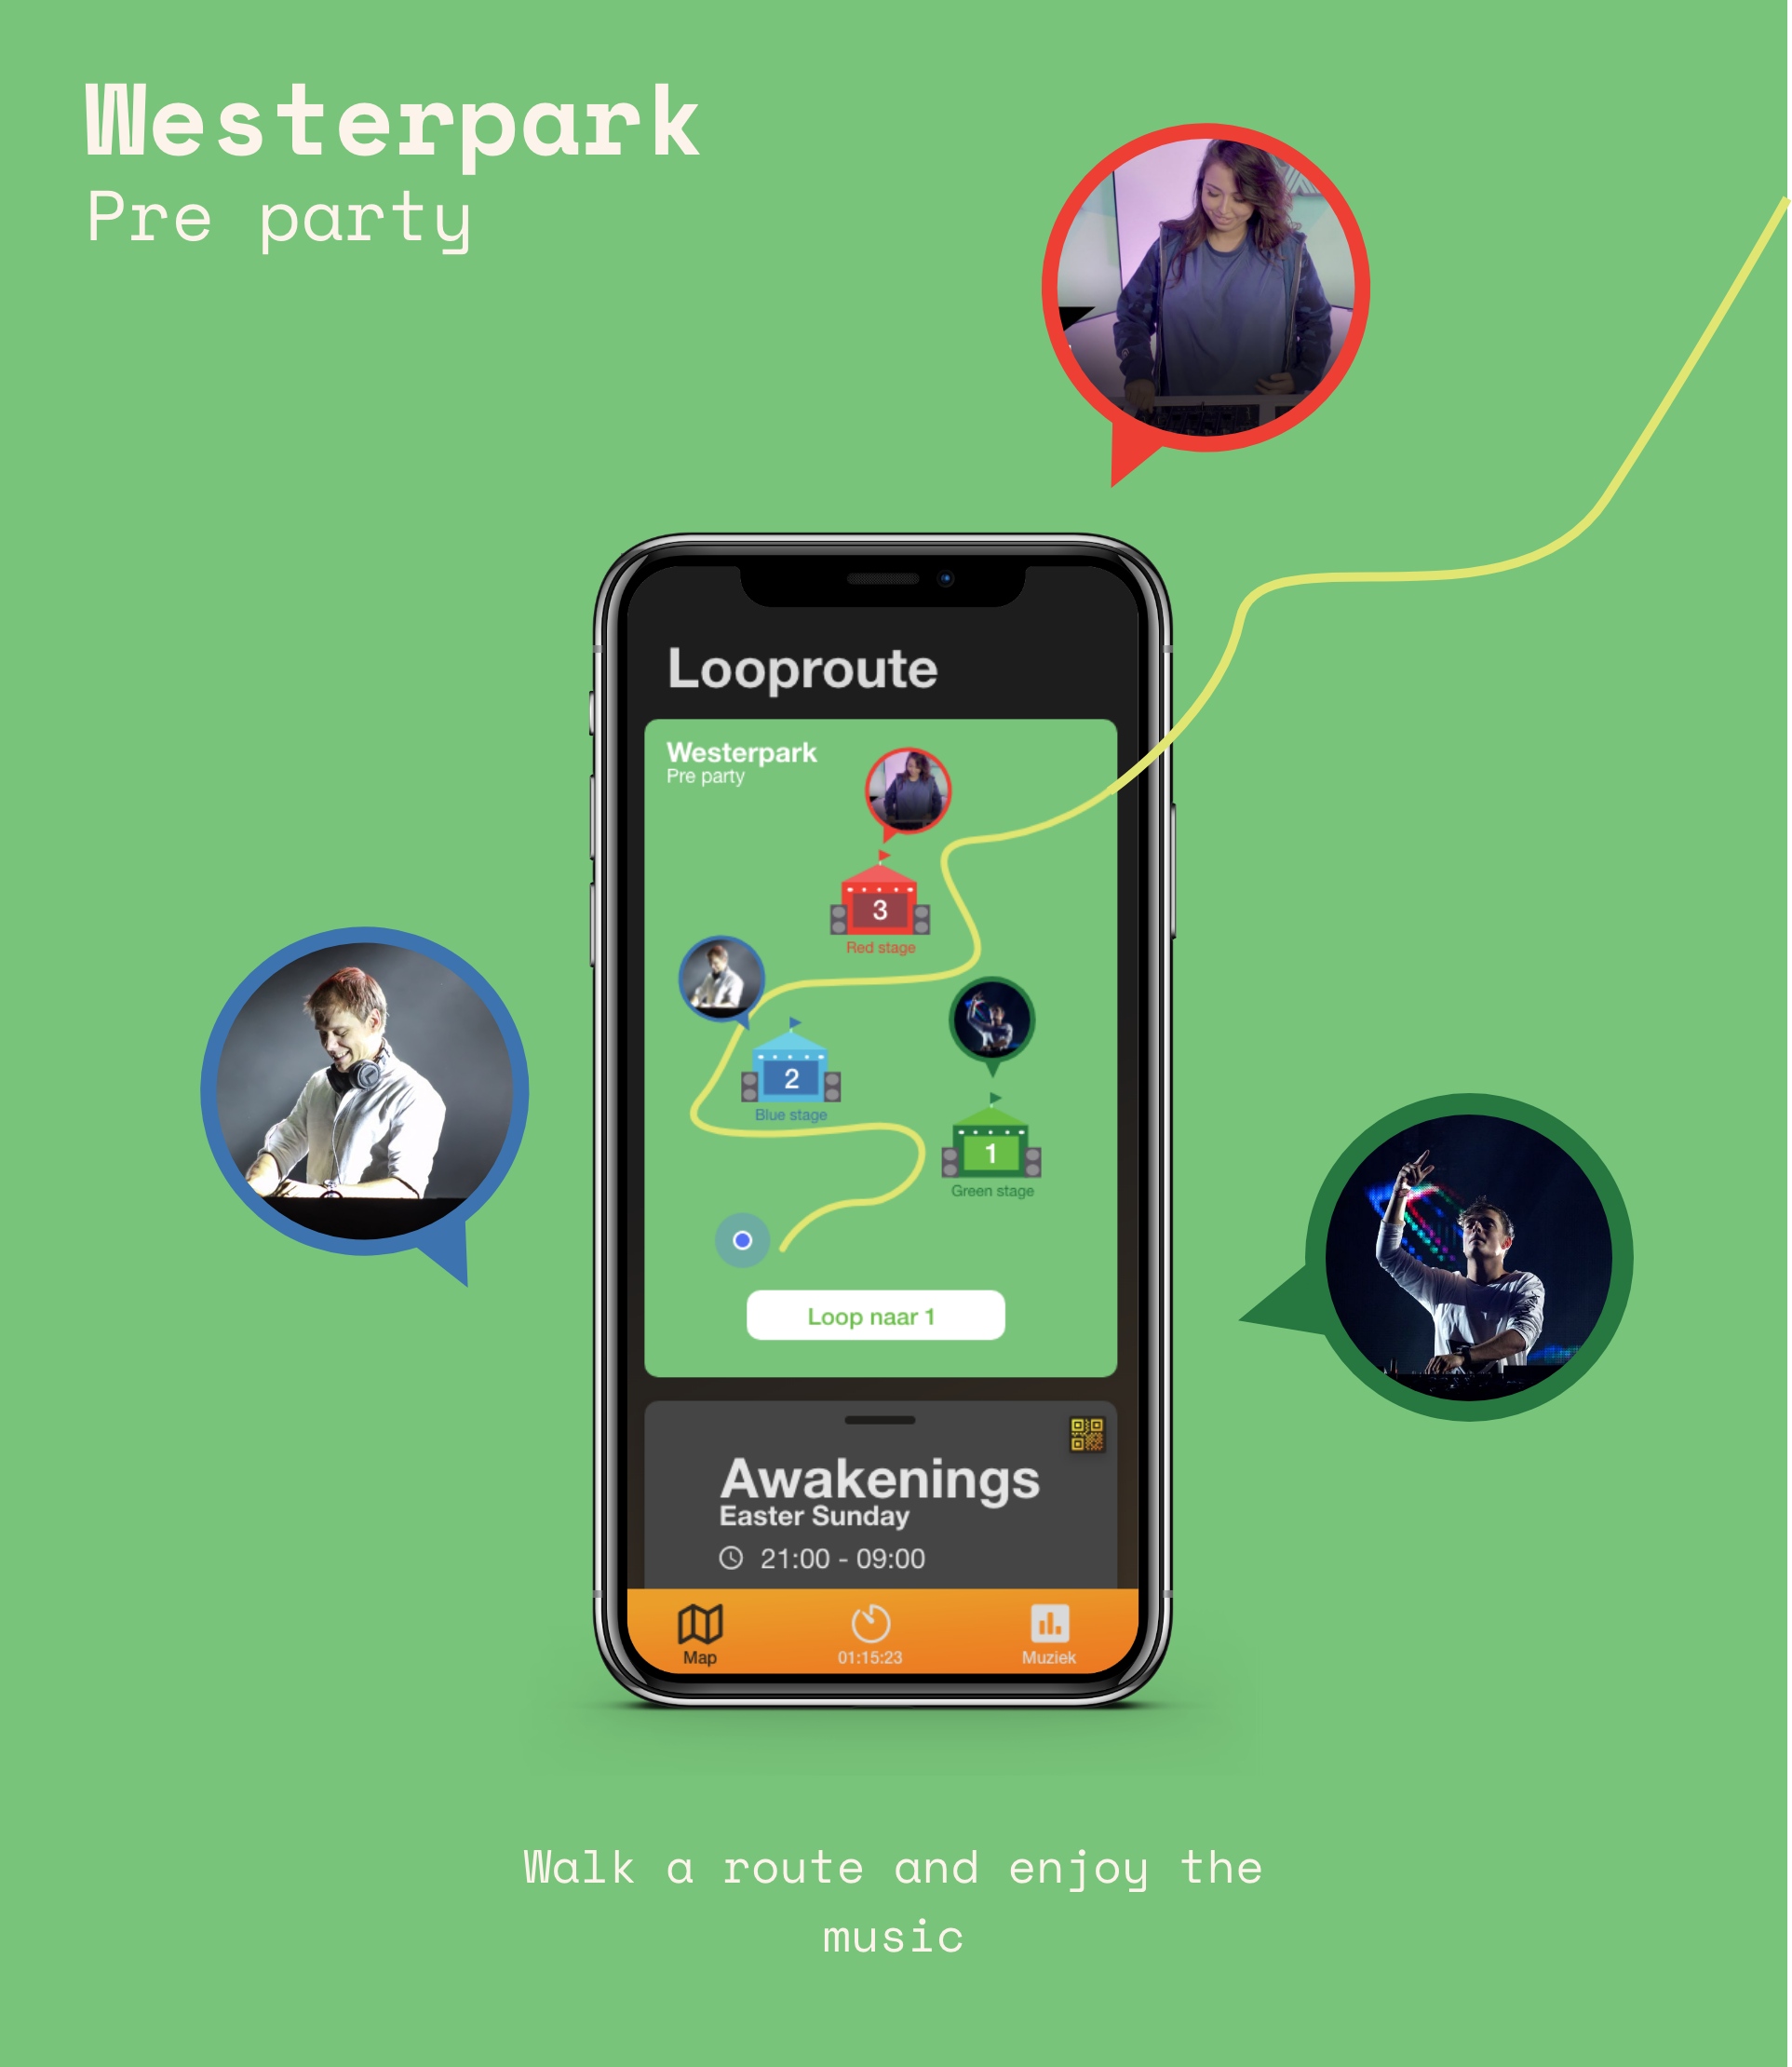 Westerpark
Pre party
Looproute
Westerpark
Pre party
3
Red stage
2
Blue stage
1
Green stage
Loop naar 1
Awakenings
Easter Sunday
21:00 - 09:00
Map
01:15:23
Muziek
Walk a route and enjoy the
music